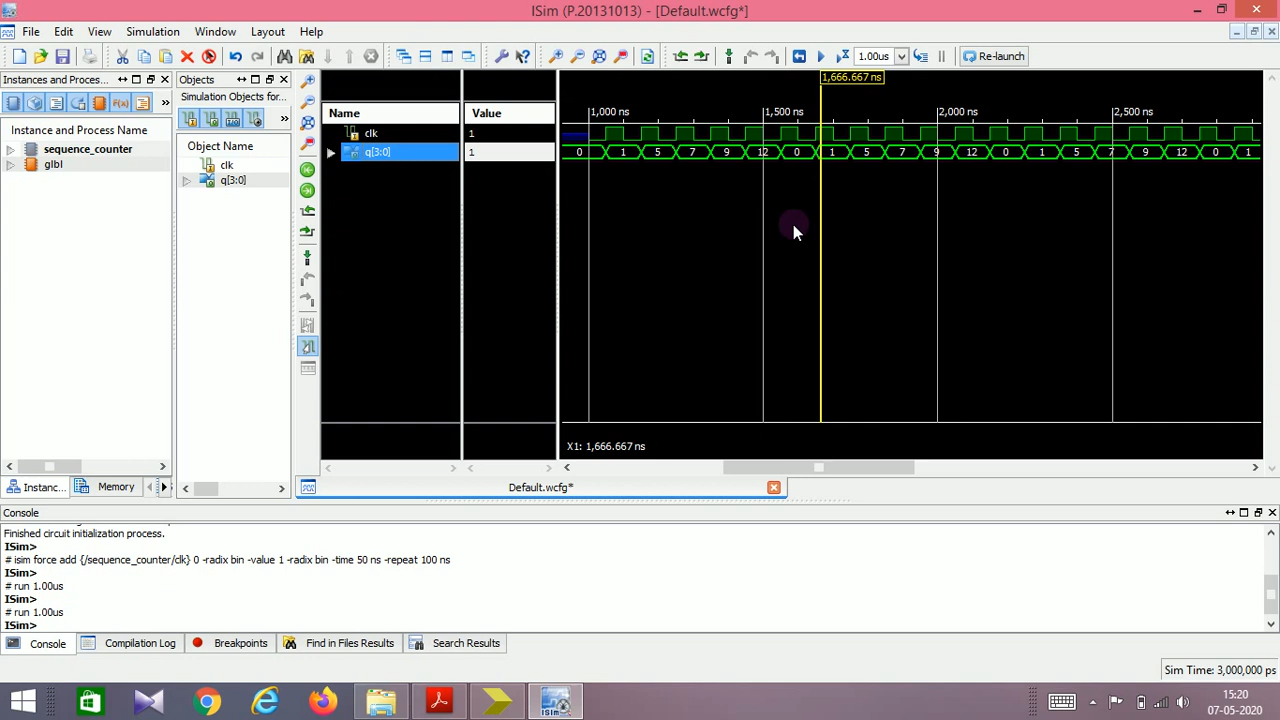 ISim (P.20131013) - [Default.wcfg*]
File Edit View Simulation Window Layout Help
1.00us Re-launch
Instances and Proces...
Instance and Process Name
sequence_counter
glbl
Instanc...
Memory
Objects
Simulation Objects for...
Object Name
clk
q[3:0]
Name Value
clk 1
q[3:0] 1
1,666.667 ns
1,000 ns 1,500 ns 2,000 ns 2,500 ns
0 1 5 7 9 12 0 1 5 7 9 12 0 1 5 7 9 12 0 1
X1: 1,666.667 ns
Default.wcfg*
Console
Finished circuit initialization process.
ISim>
# isim force add {/sequence_counter/clk} 0 -radix bin -value 1 -radix bin -time 50 ns -repeat 100 ns
ISim>
# run 1.00us
ISim>
# run 1.00us
ISim>
Console Compilation Log Breakpoints Find in Files Results Search Results
Sim Time: 3,000,000 ps
ISim
15:20
07-05-2020